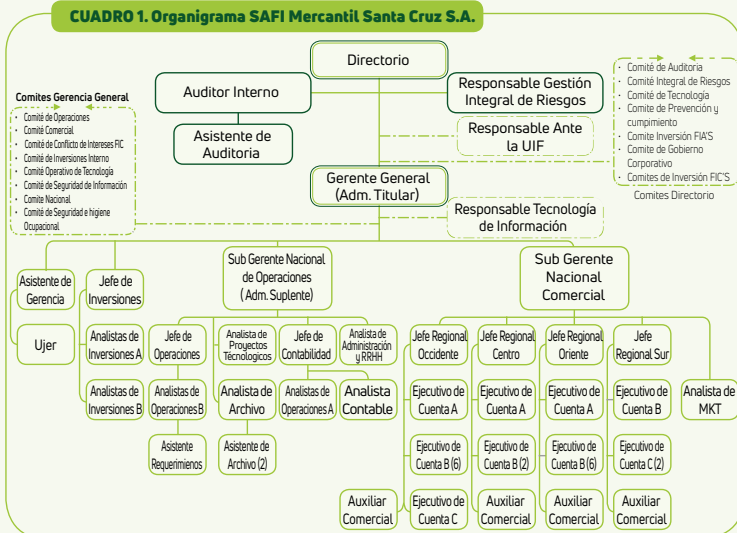 CUADRO 1. Organigrama SAFI Mercantil Santa Cruz S.A.
Directorio
Auditor Interno
Responsable Gestión
Integral de Riesgos
Asistente de
Auditoria
Responsable Ante
la UIF
Comites Gerencia General
• Comité de Operaciones
• Comité Comercial
• Comité de Conflicto de Intereses FIC
• Comité de Inversiones Interno
• Comité Operativo de Tecnología
• Comité de Seguridad de Información
• Comite Nacional
• Comité de Seguridad e higiene
Ocupacional
• Comité de Auditoria
• Comité Integral de Riesgos
• Comité de Tecnología
• Comité de Prevención y
cumpimiento
• Comite Inversión FIA'S
• Comite de Gobierno
Corporativo
• Comites de Inversión FIC'S
Comites Directorio
Gerente General
(Adm. Titular)
Responsable Tecnología
de Información
Asistente de
Gerencia
Jefe de
Inversiones
Sub Gerente Nacional
de Operaciones
(Adm. Suplente)
Sub Gerente
Nacional
Comercial
Ujer
Analistas de
Inversiones A
Jefe de
Operaciones
Analista de
Proyectos
Técnologicos
Jefe de
Contabilidad
Analista de
Administración
y RRHH
Jefe Regional
Occidente
Jefe Regional
Centro
Jefe Regional
Oriente
Jefe
Regional Sur
Analistas de
Inversiones B
Analistas de
Operaciones B
Analista de
Archivo
Analistas de
Operaciones A
Analista
Contable
Ejecutivo de
Cuenta A
Ejecutivo de
Cuenta A
Ejecutivo de
Cuenta A
Ejecutivo de
Cuenta B
Analista de
MKT
Asistente
Requerimienos
Asistente de
Archivo (2)
Ejecutivo de
Cuenta B (6)
Ejecutivo de
Cuenta B (2)
Ejecutivo de
Cuenta B (6)
Ejecutivo de
Cuenta C (2)
Auxiliar
Comercial
Ejecutivo de
Cuenta C
Auxiliar
Comercial
Auxiliar
Comercial
Auxiliar
Comercial